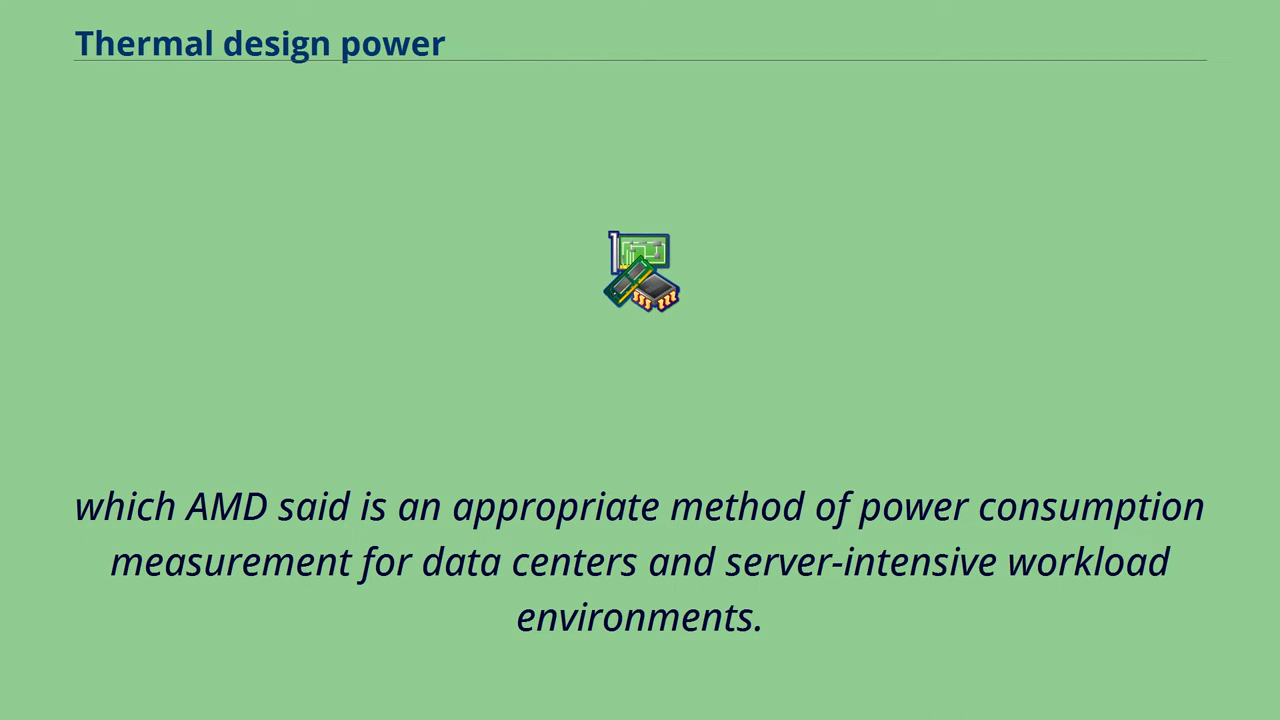 Thermal design power
which AMD said is an appropriate method of power consumption
measurement for data centers and server-intensive workload
environments.